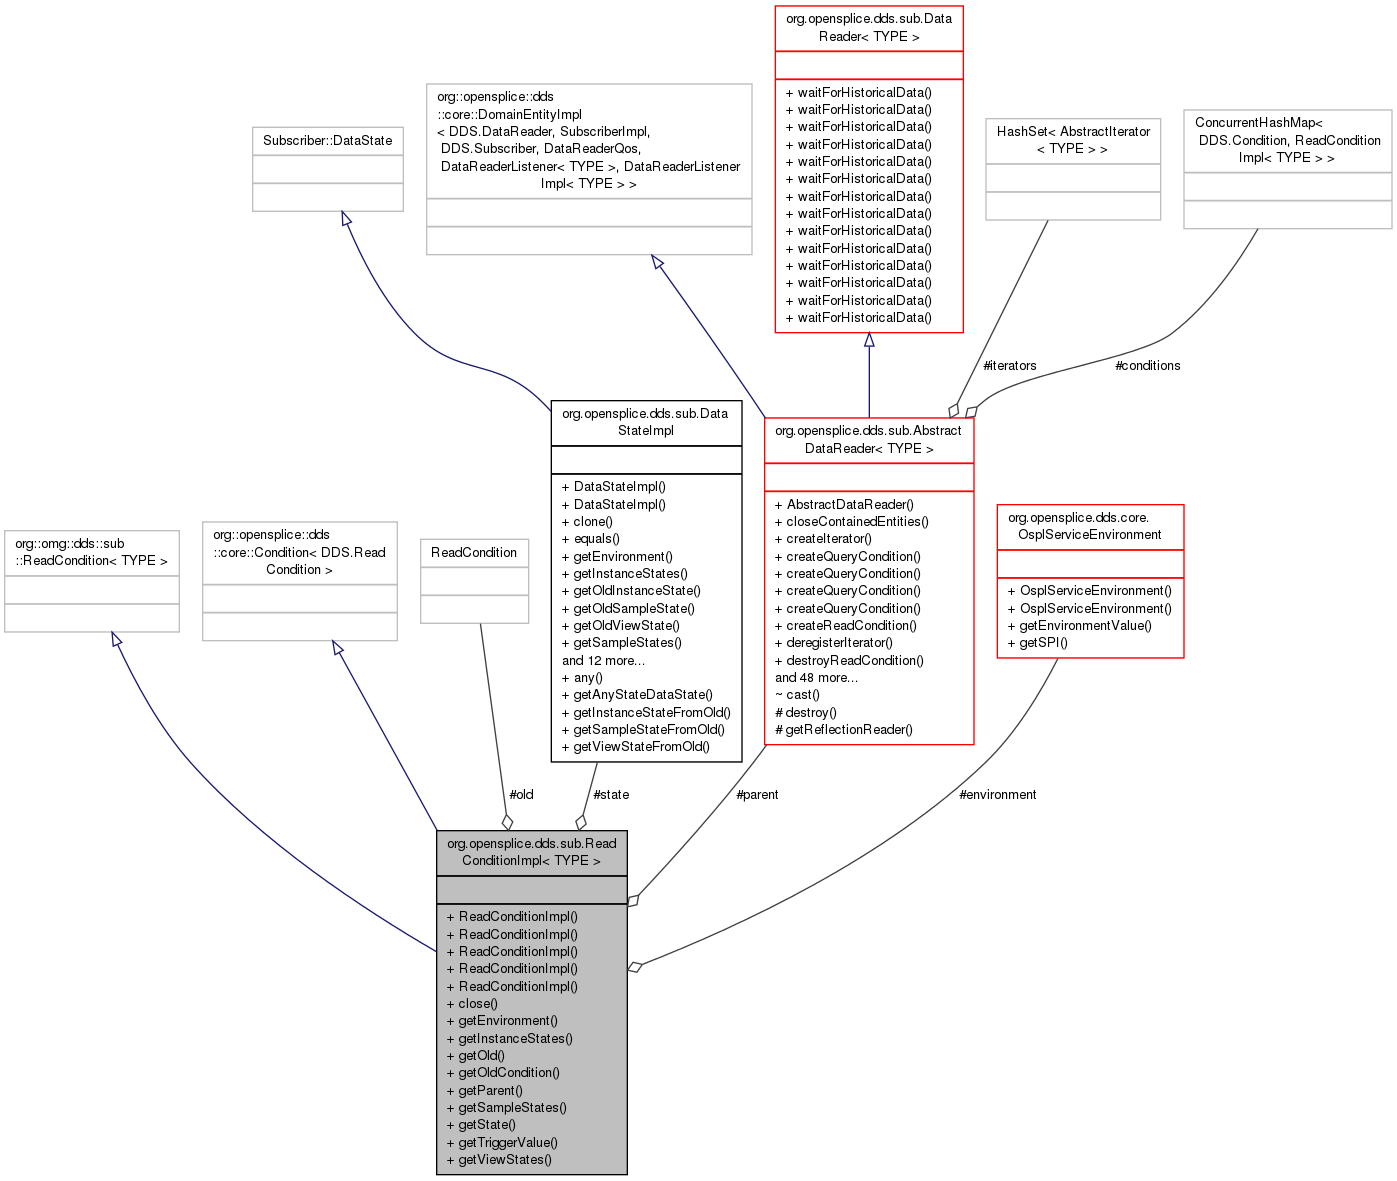 org.opensplice.dds.sub.Data
Reader< TYPE >
+ waitForHistoricalData()
+ waitForHistoricalData()
+ waitForHistoricalData()
+ waitForHistoricalData()
+ waitForHistoricalData()
+ waitForHistoricalData()
+ waitForHistoricalData()
+ waitForHistoricalData()
+ waitForHistoricalData()
+ waitForHistoricalData()
+ waitForHistoricalData()
+ waitForHistoricalData()
+ waitForHistoricalData()
+ waitForHistoricalData()
org::opensplice::dds
::core::DomainEntityImpl
< DDS.DataReader, SubscriberImpl,
DDS.Subscriber, DataReaderQos,
DataReaderListener< TYPE >, DataReaderListener
Impl< TYPE > >
Subscriber::DataState
HashSet< AbstractIterator
< TYPE > >
ConcurrentHashMap<
DDS.Condition, ReadCondition
Impl< TYPE > >
#iterators
#conditions
org.opensplice.dds.sub.Data
StateImpl
+ DataStateImpl()
+ DataStateImpl()
+ clone()
+ equals()
+ getEnvironment()
+ getInstanceStates()
+ getOldInstanceState()
+ getOldSampleState()
+ getOldViewState()
+ getSampleStates()
and 12 more...
+ any()
+ getAnyStateDataState()
+ getInstanceStateFromOld()
+ getSampleStateFromOld()
+ getViewStateFromOld()
org.opensplice.dds.sub.Abstract
DataReader< TYPE >
+ AbstractDataReader()
+ closeContainedEntities()
+ createIterator()
+ createQueryCondition()
+ createQueryCondition()
+ createQueryCondition()
+ createQueryCondition()
+ createReadCondition()
+ deregisterIterator()
+ destroyReadCondition()
and 48 more...
~ cast()
# destroy()
# getReflectionReader()
org.opensplice.dds.core.
OsplServiceEnvironment
+ OsplServiceEnvironment()
+ OsplServiceEnvironment()
+ getEnvironmentValue()
+ getSPI()
org::omg::dds::sub
::ReadCondition< TYPE >
org::opensplice::dds
::core::Condition< DDS.Read
Condition >
ReadCondition
#old
#state
#parent
#environment
org.opensplice.dds.sub.Read
ConditionImpl< TYPE >
+ ReadConditionImpl()
+ ReadConditionImpl()
+ ReadConditionImpl()
+ ReadConditionImpl()
+ ReadConditionImpl()
+ close()
+ getEnvironment()
+ getInstanceStates()
+ getOld()
+ getOldCondition()
+ getParent()
+ getSampleStates()
+ getState()
+ getTriggerValue()
+ getViewStates()